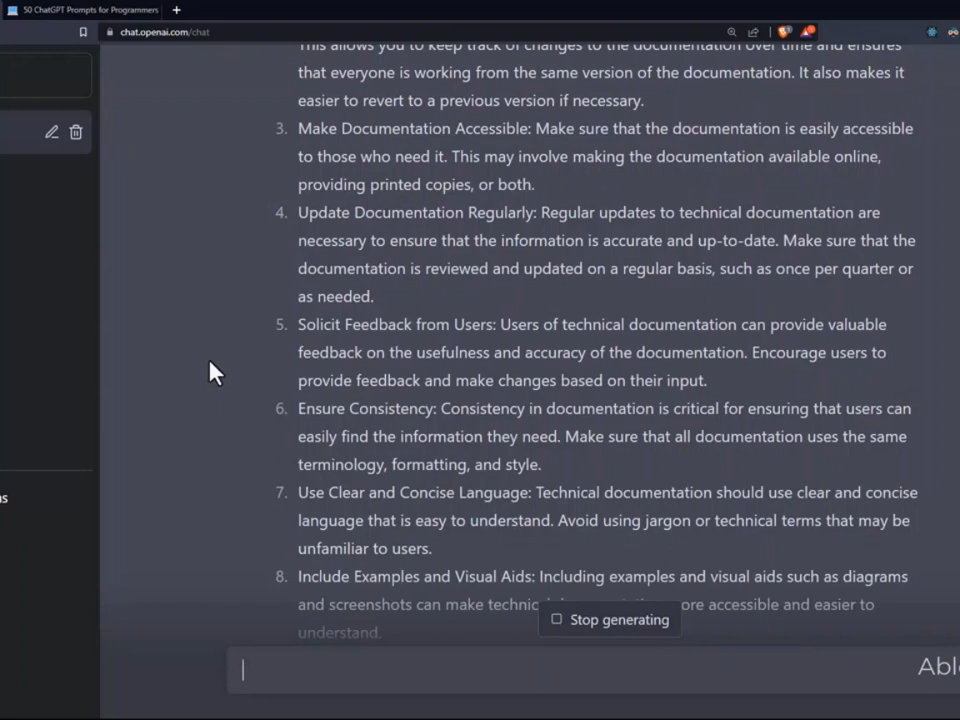 50 ChatGPT Prompts for Programmers
chat.openai.com/chat
This allows you to keep track of changes to the documentation over time and ensures
that everyone is working from the same version of the documentation. It also makes it
easier to revert to a previous version if necessary.
3. Make Documentation Accessible: Make sure that the documentation is easily accessible
to those who need it. This may involve making the documentation available online,
providing printed copies, or both.
4. Update Documentation Regularly: Regular updates to technical documentation are
necessary to ensure that the information is accurate and up-to-date. Make sure that the
documentation is reviewed and updated on a regular basis, such as once per quarter or
as needed.
5. Solicit Feedback from Users: Users of technical documentation can provide valuable
feedback on the usefulness and accuracy of the documentation. Encourage users to
provide feedback and make changes based on their input.
6. Ensure Consistency: Consistency in documentation is critical for ensuring that users can
easily find the information they need. Make sure that all documentation uses the same
terminology, formatting, and style.
7. Use Clear and Concise Language: Technical documentation should use clear and concise
language that is easy to understand. Avoid using jargon or technical terms that may be
unfamiliar to users.
ns
8. Include Examples and Visual Aids: Including examples and visual aids such as diagrams
and screenshots can make technic ore accessible and easier to
understand.
Stop generating
Abl